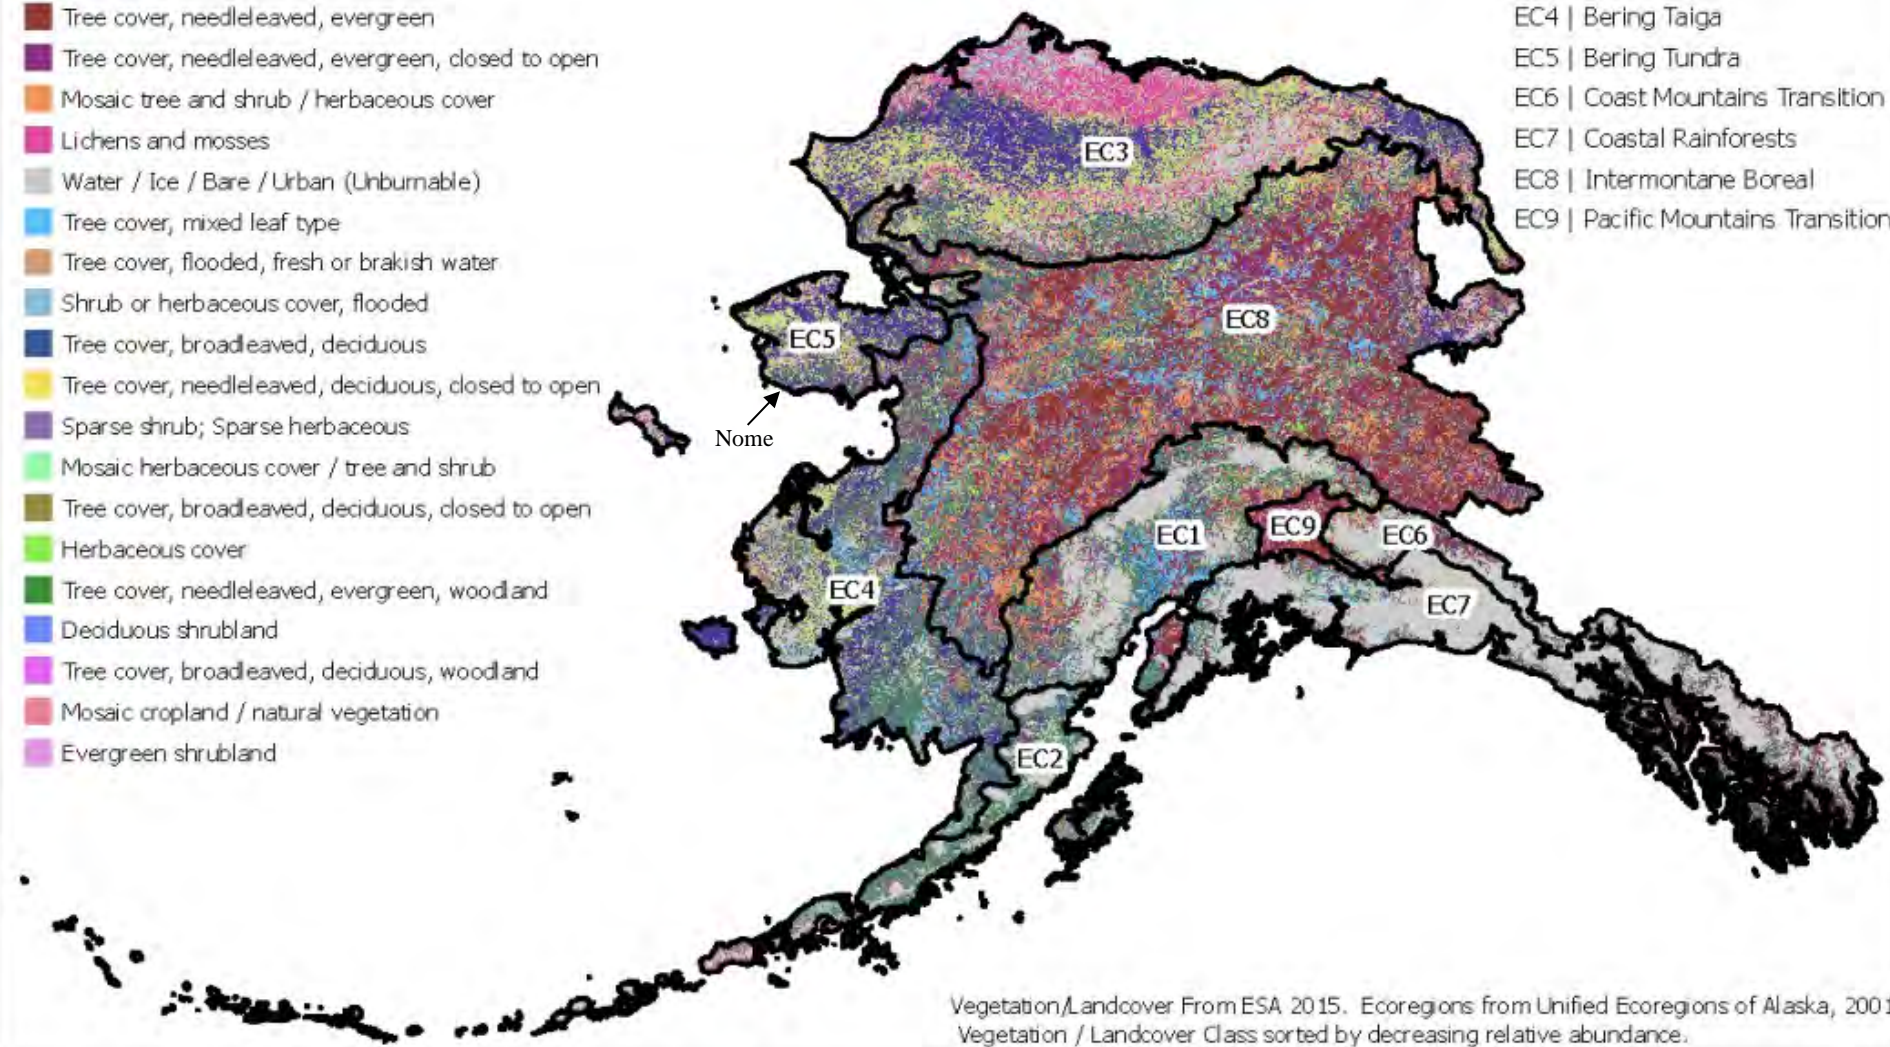 Tree cover, needleleaved, evergreen
Tree cover, needleleaved, evergreen, closed to open
Mosaic tree and shrub / herbaceous cover
Lichens and mosses
Water / Ice / Bare / Urban (Unburnable)
Tree cover, mixed leaf type
Tree cover, flooded, fresh or brakish water
Shrub or herbaceous cover, flooded
Tree cover, broadleaved, deciduous
Tree cover, needleleaved, deciduous, closed to open
Sparse shrub; Sparse herbaceous
Mosaic herbaceous cover / tree and shrub
Tree cover, broadleaved, deciduous, closed to open
Herbaceous cover
Tree cover, needleleaved, evergreen, woodland
Deciduous shrubland
Tree cover, broadleaved, deciduous, woodland
Mosaic cropland / natural vegetation
Evergreen shrubland
EC4 | Bering Taiga
EC5 | Bering Tundra
EC6 | Coast Mountains Transition
EC7 | Coastal Rainforests
EC8 | Intermontane Boreal
EC9 | Pacific Mountains Transition
EC3
EC8
EC5
Nome
EC9
EC1
EC6
EC4
EC7
EC2
Vegetation/Landcover From ESA 2015. Ecoregions from Unified Ecoregions of Alaska, 2001
Vegetation / Landcover Class sorted by decreasing relative abundance.